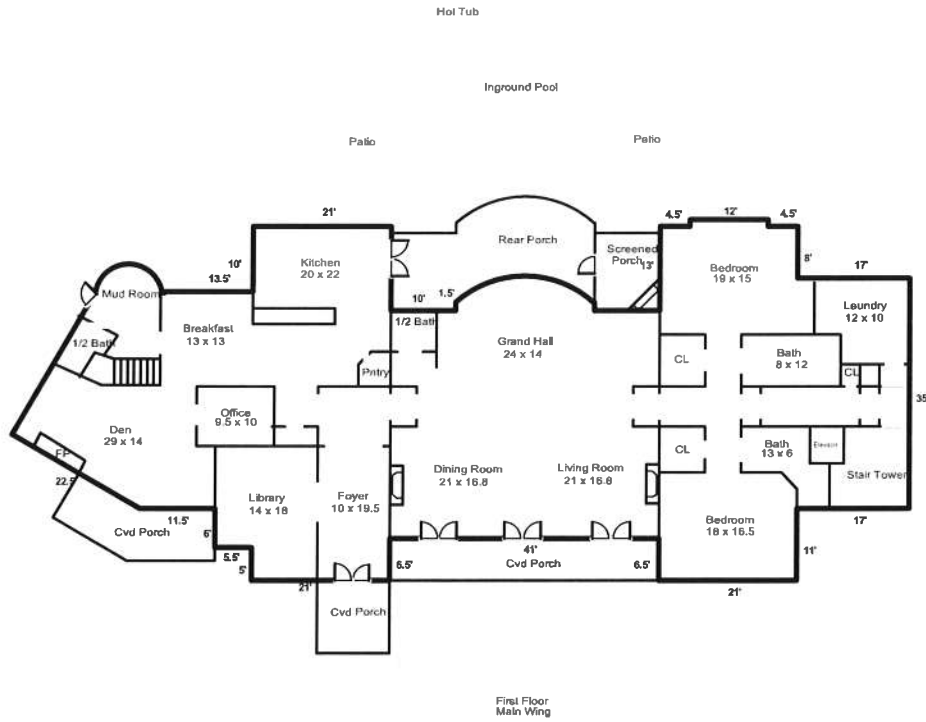 Hot Tub
Inground Pool
Patio
Patio
21'
4.5'
12'
4.5'
Rear Porch
Screened
Porch
13'
Kitchen
20 x 22
10'
13.5'
Bedroom
19 x 15
8'
17'
Mud Room
10'
1.5'
Laundry
12 x 10
Breakfast
13 x 13
1/2 Bath
Grand Hall
24 x 14
1/2 Bath
CL
Bath
8 x 12
Pntry
CL
35
Office
9.5 x 10
Den
29 x 14
FP
22.5'
CL
Bath
13 x 6
Elevator
Dining Room
21 x 16.8
Living Room
21 x 16.8
Stair Tower
Library
14 x 18
Foyer
10 x 19.5
11.5'
Cvd Porch
6'
Bedroom
18 x 16.5
17'
5.5'
5'
41'
Cvd Porch
6.5'
6.5'
11'
21'
21'
Cvd Porch
First Floor
Main Wing